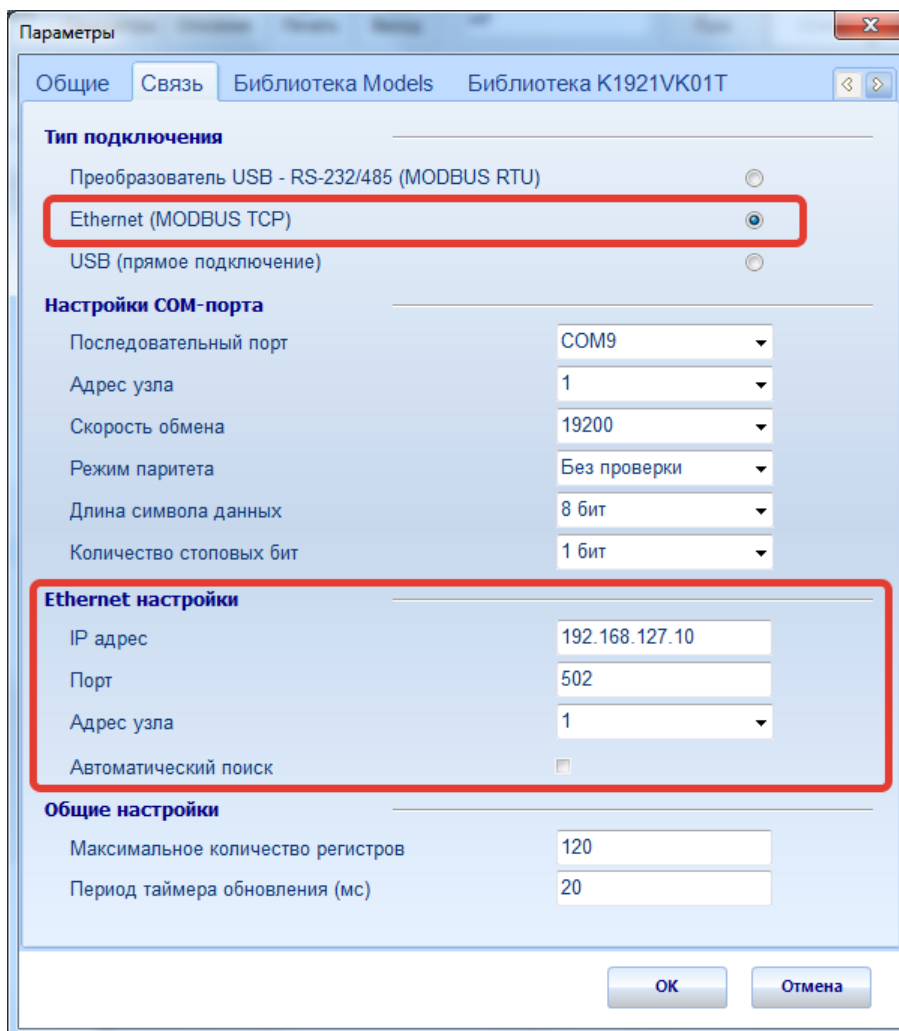 Параметры
Общие Связь Библиотека Models Библиотека K1921VK01T
Тип подключения
Преобразователь USB - RS-232/485 (MODBUS RTU)
Ethernet (MODBUS TCP)
USB (прямое подключение)
Настройки COM-порта
Последовательный порт COM9
Адрес узла 1
Скорость обмена 19200
Режим паритета Без проверки
Длина символа данных 8 бит
Количество стоповых бит 1 бит
Ethernet настройки
IP адрес 192.168.127.10
Порт 502
Адрес узла 1
Автоматический поиск
Общие настройки
Максимальное количество регистров 120
Период таймера обновления (мс) 20
OK Отмена